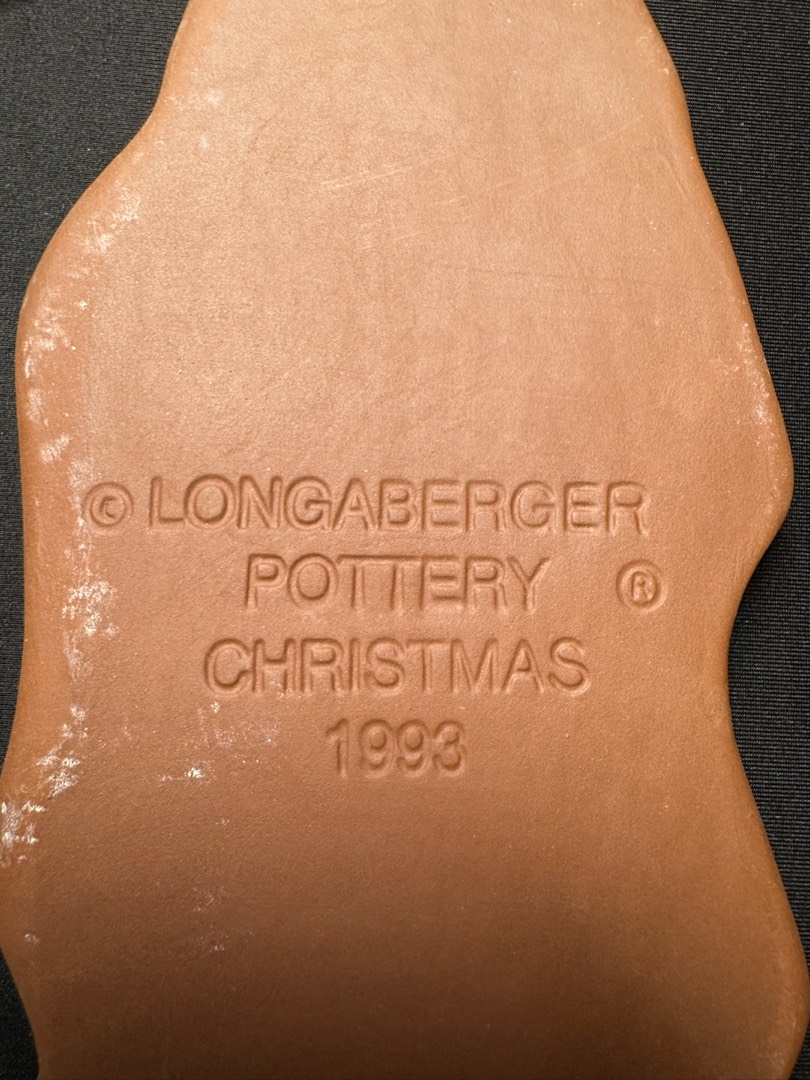 © LONGABERGER
POTTERY ®
CHRISTMAS
1993